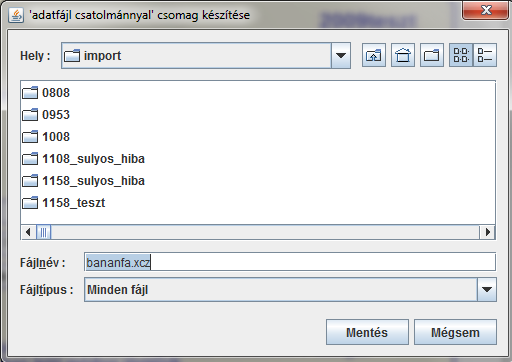 2009teszt
'adatfájl csatolmánnyal' csomag készítése
Hely :
import
0808
0953
1008
1108_sulyos_hiba
1158_sulyos_hiba
1158_teszt
Fájlnév :
bananfa.xcz
Fájltípus :
Minden fájl
Mentés
Mégsem